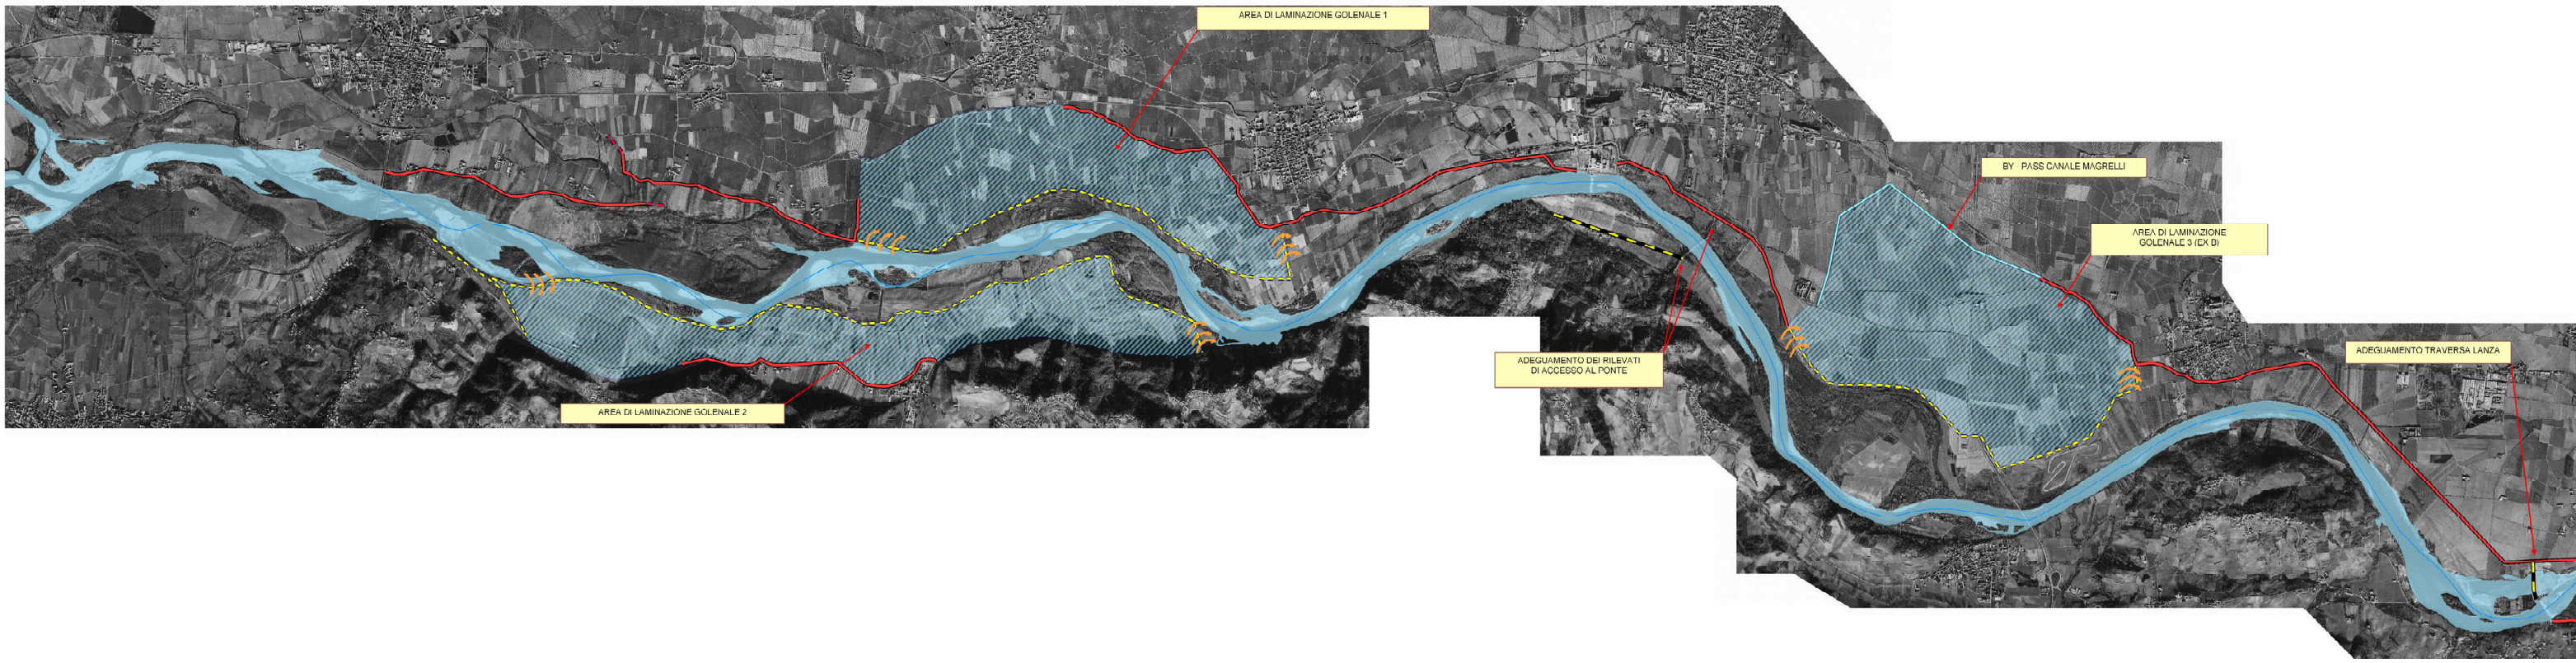 AREA DI LAMINAZIONE GOLENALE 1
BY PASS CANALE MAGRELLI
AREA DI LAMINAZIONE
GOLENALE 3 (EX B)
ADEGUAMENTO TRAVERSA LANZA
ADEGUAMENTO DEI RILEVATI
DI ACCESSO AL PONTE
AREA DI LAMINAZIONE GOLENALE 2